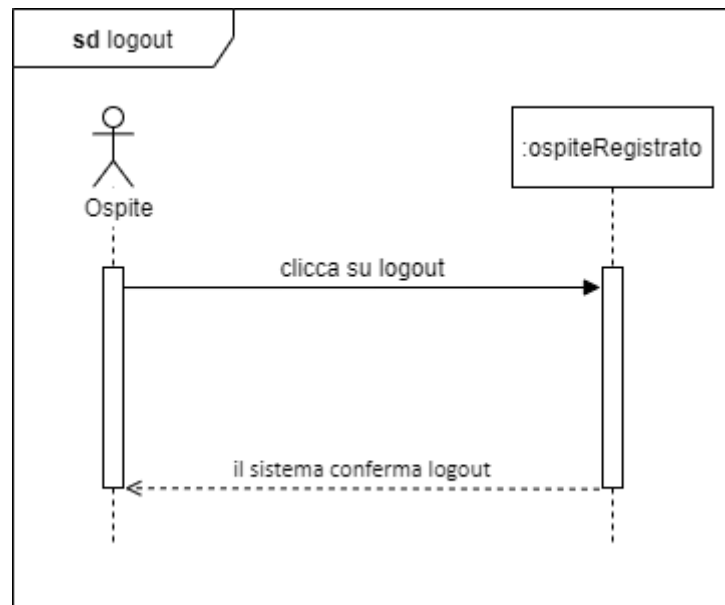 sd logout
:ospiteRegistrato
Ospite
clicca su logout
il sistema conferma logout